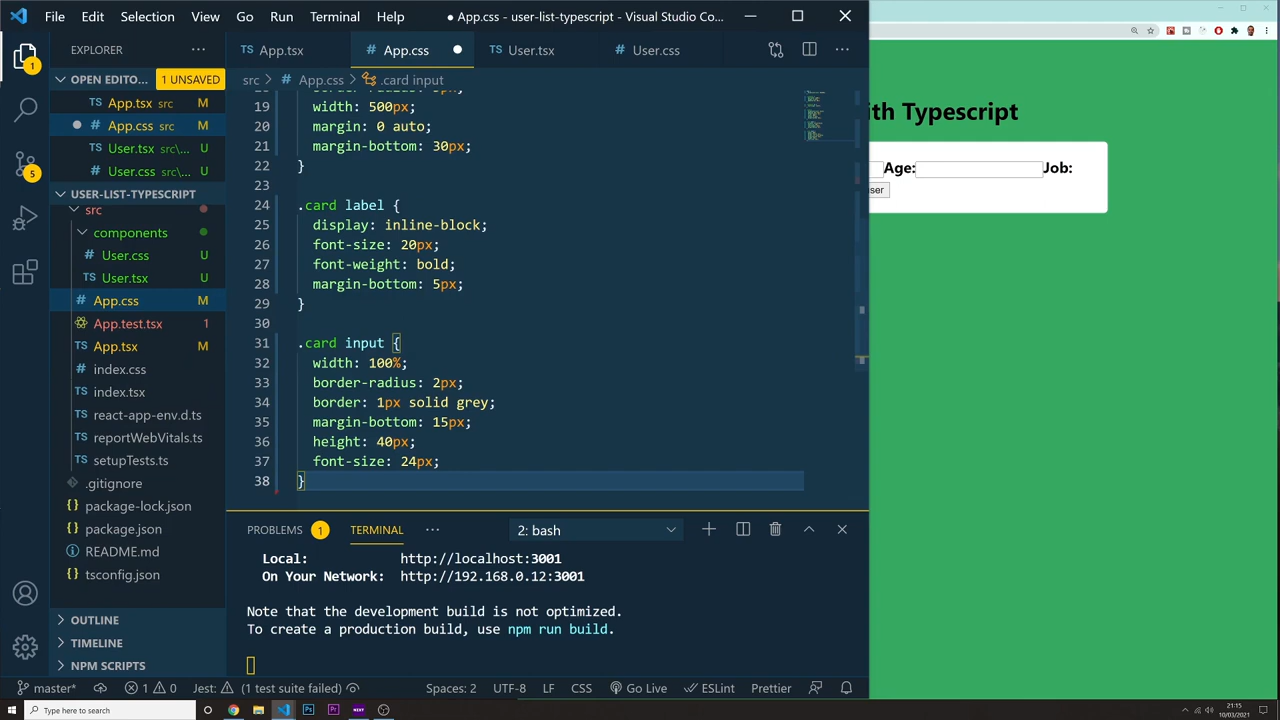 File Edit Selection View Go Run Terminal Help ● App.css - user-list-typescript - Visual Studio Co...
EXPLORER
OPEN EDITO... 1 UNSAVED
App.tsx src M
App.css src M
User.tsx src\... U
User.css src\... U
USER-LIST-TYPESCRIPT
src
components
User.css U
User.tsx U
App.css M
App.test.tsx 1
App.tsx M
index.css
index.tsx
react-app-env.d.ts
reportWebVitals.ts
setupTests.ts
.gitignore
package-lock.json
package.json
README.md
tsconfig.json
OUTLINE
TIMELINE
NPM SCRIPTS
1
5
App.tsx # App.css ● TS User.tsx # User.css
src > # App.css > .card input
19 width: 500px;
20 margin: 0 auto;
21 margin-bottom: 30px;
22 }
23
24 .card label {
25 display: inline-block;
26 font-size: 20px;
27 font-weight: bold;
28 margin-bottom: 5px;
29 }
30
31 .card input {
32 width: 100%;
33 border-radius: 2px;
34 border: 1px solid grey;
35 margin-bottom: 15px;
36 height: 40px;
37 font-size: 24px;
38 }
PROBLEMS 1 TERMINAL ... 2: bash
Local: http://localhost:3001
On Your Network: http://192.168.0.12:3001
Note that the development build is not optimized.
To create a production build, use npm run build.
master* 1 0 Jest: (1 test suite failed) Spaces: 2 UTF-8 LF CSS Go Live ESLint Prettier
ith Typescript
Age: Job:
ser
Type here to search
21:15
10/03/2021